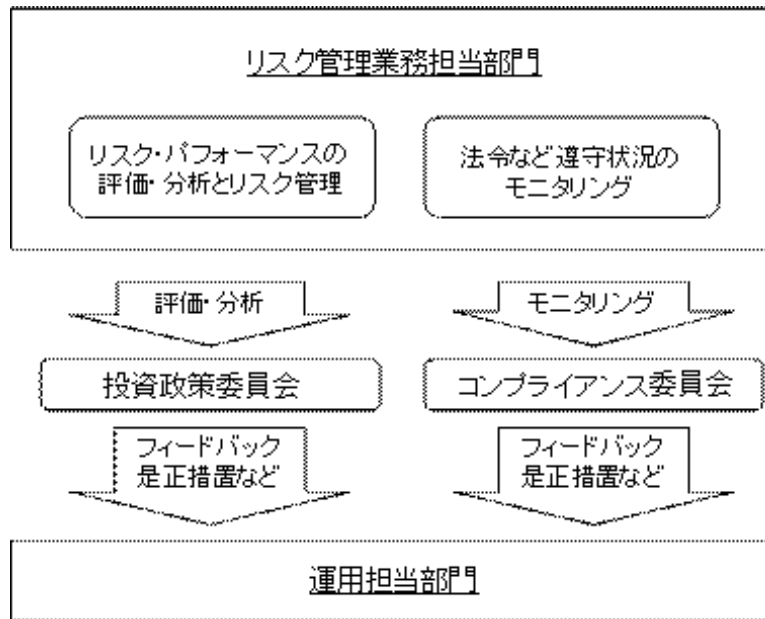 リスク管理業務担当部門
リスク・パフォーマンスの
評価・分析とリスク管理
法令など遵守状況の
モニタリング
評価・分析
モニタリング
投資政策委員会
コンプライアンス委員会
フィードバック
是正措置など
フィードバック
是正措置など
運用担当部門